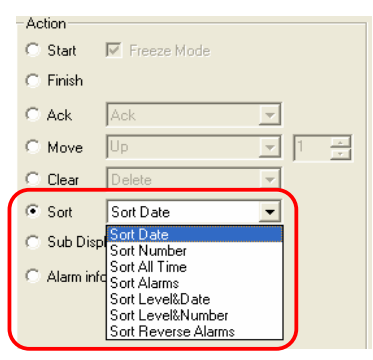 Action
Start Freeze Mode
Finish
Ack Ack
Move Up 1
Clear Delete
Sort Sort Date
Sub Disp
Alarm info
Sort Date
Sort Number
Sort All Time
Sort Alarms
Sort Level&Date
Sort Level&Number
Sort Reverse Alarms